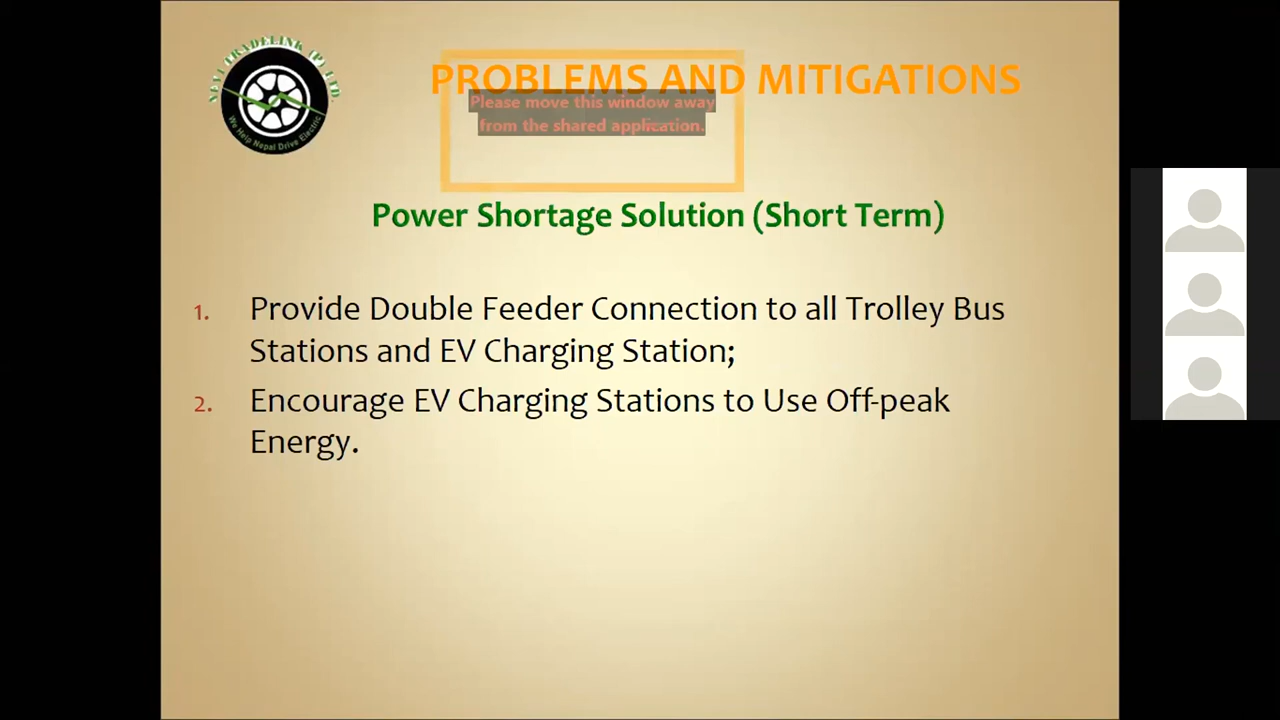 PROBLEMS AND MITIGATIONS
Please move this window away
from the shared application.
We Help Nepal Drive Electric
Power Shortage Solution (Short Term)
1. Provide Double Feeder Connection to all Trolley Bus
Stations and EV Charging Station;
2. Encourage EV Charging Stations to Use Off-peak
Energy.